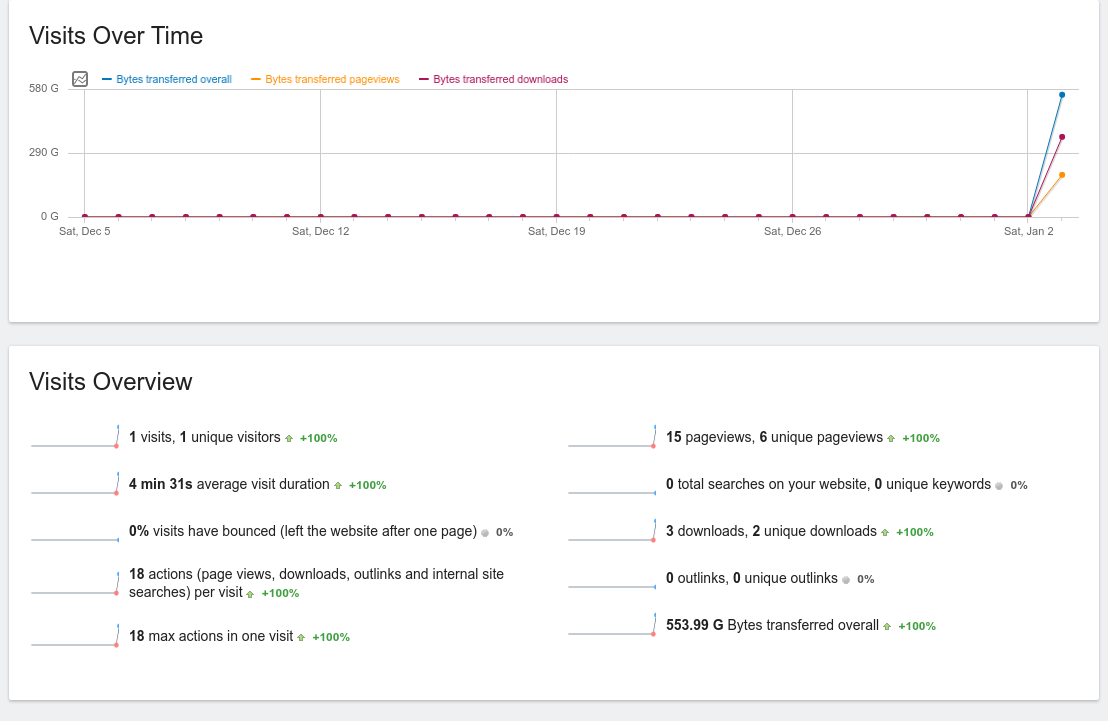 Visits Over Time
Bytes transferred overall Bytes transferred pageviews Bytes transferred downloads
580 G
290 G
0 G
Sat, Dec 5 Sat, Dec 12 Sat, Dec 19 Sat, Dec 26 Sat, Jan 2
Visits Overview
1 visits, 1 unique visitors +100%
4 min 31s average visit duration +100%
0% visits have bounced (left the website after one page) 0%
18 actions (page views, downloads, outlinks and internal site
searches) per visit +100%
18 max actions in one visit +100%
15 pageviews, 6 unique pageviews +100%
0 total searches on your website, 0 unique keywords 0%
3 downloads, 2 unique downloads +100%
0 outlinks, 0 unique outlinks 0%
553.99 G Bytes transferred overall +100%